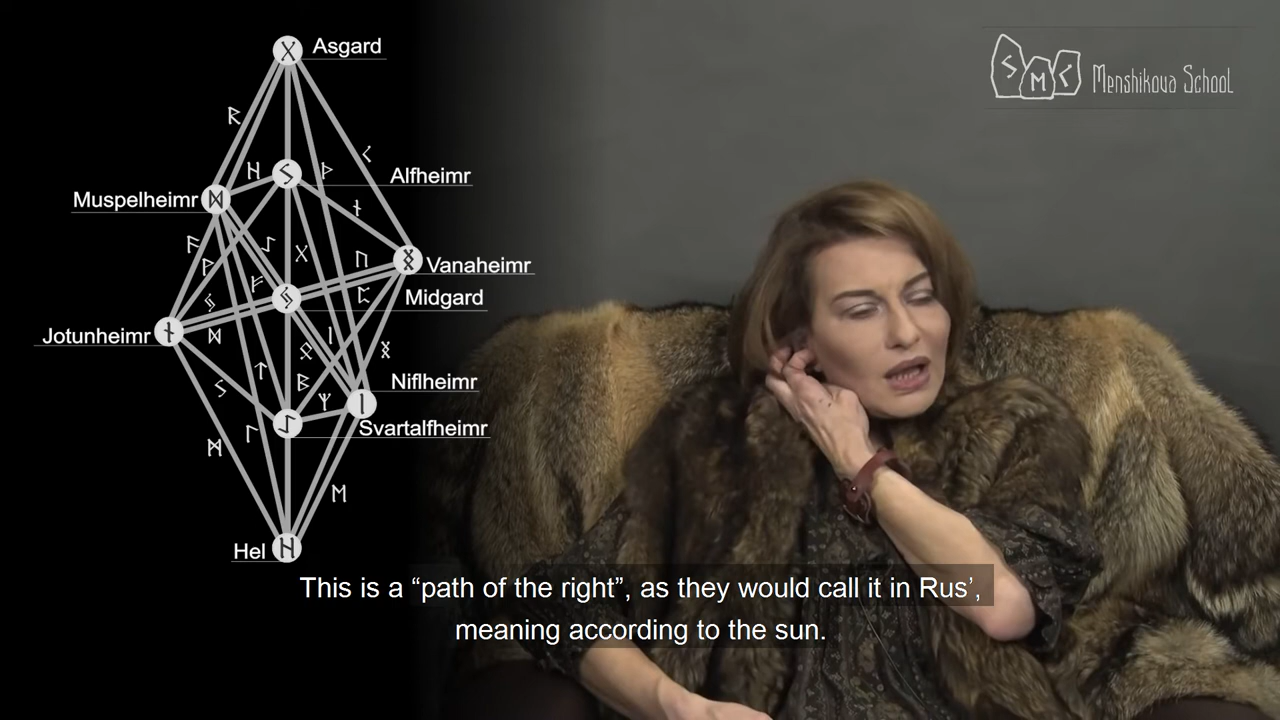 Asgard
ᚱ
ᚲ
ᚺ
ᚦ
Alfheimr
Muspelheimr
ᚾ
ᚨ
ᛇ
ᚷ
ᚢ
Vanaheimr
ᚹ
ᚠ
ᛈ
Midgard
ᛞ
Jotunheimr
ᛁ
ᛟ
Niflheimr
ᛏ
ᛒ
ᛊ
ᛉ
Svartalfheimr
ᛚ
ᛗ
ᛖ
Hel
Menshikova School
This is a “path of the right”, as they would call it in Rus’,
meaning according to the sun.